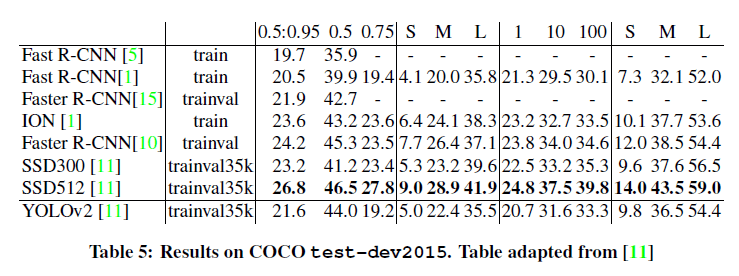 0.5:0.95 0.5 0.75 S M L 1 10 100 S M L
Fast R-CNN [5] train 19.7 35.9 - - - - - - - - - -
Fast R-CNN[1] train 20.5 39.9 19.4 4.1 20.0 35.8 21.3 29.5 30.1 7.3 32.1 52.0
Faster R-CNN[15] trainval 21.9 42.7 - - - - - - - - - -
ION [1] train 23.6 43.2 23.6 6.4 24.1 38.3 23.2 32.7 33.5 10.1 37.7 53.6
Faster R-CNN[10] trainval 24.2 45.3 23.5 7.7 26.4 37.1 23.8 34.0 34.6 12.0 38.5 54.4
SSD300 [11] trainval35k 23.2 41.2 23.4 5.3 23.2 39.6 22.5 33.2 35.3 9.6 37.6 56.5
SSD512 [11] trainval35k 26.8 46.5 27.8 9.0 28.9 41.9 24.8 37.5 39.8 14.0 43.5 59.0
YOLOv2 [11] trainval35k 21.6 44.0 19.2 5.0 22.4 35.5 20.7 31.6 33.3 9.8 36.5 54.4
Table 5: Results on COCO test-dev2015. Table adapted from [11]